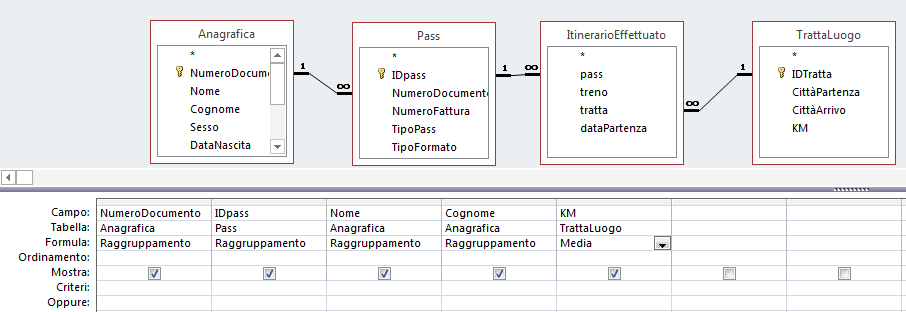 Anagrafica
*
NumeroDocume
Nome
Cognome
Sesso
DataNascita
1
∞
Pass
*
IDpass
NumeroDocumento
NumeroFattura
TipoPass
TipoFormato
1
∞
ItinerarioEffettuato
*
pass
treno
tratta
dataPartenza
∞
1
TrattaLuogo
*
IDTratta
CittàPartenza
CittàArrivo
KM
Campo: NumeroDocumento IDpass Nome Cognome KM
Tabella: Anagrafica Pass Anagrafica Anagrafica TrattaLuogo
Formula: Raggruppamento Raggruppamento Raggruppamento Raggruppamento Media
Ordinamento:
Mostra:
Criteri:
Oppure: